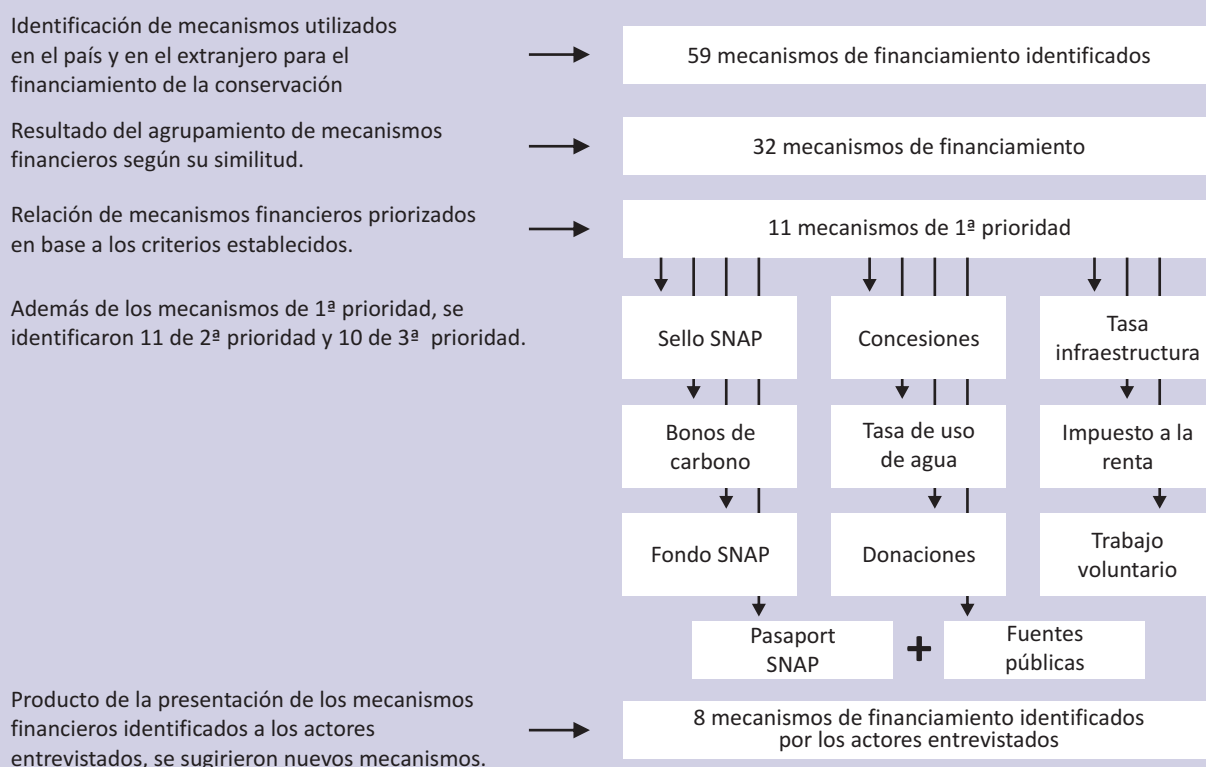 Identificación de mecanismos utilizados
en el país y en el extranjero para el
financiamiento de la conservación
59 mecanismos de financiamiento identificados
Resultado del agrupamiento de mecanismos
financieros según su similitud.
32 mecanismos de financiamiento
Relación de mecanismos financieros priorizados
en base a los criterios establecidos.
11 mecanismos de 1ª prioridad
Además de los mecanismos de 1ª prioridad, se
identificaron 11 de 2ª prioridad y 10 de 3ª prioridad.
Sello SNAP
Concesiones
Tasa
infraestructura
Bonos de
carbono
Tasa de uso
de agua
Impuesto a la
renta
Fondo SNAP
Donaciones
Trabajo
voluntario
Pasaport
SNAP
+
Fuentes
públicas
Producto de la presentación de los mecanismos
financieros identificados a los actores
entrevistados, se sugirieron nuevos mecanismos.
8 mecanismos de financiamiento identificados
por los actores entrevistados